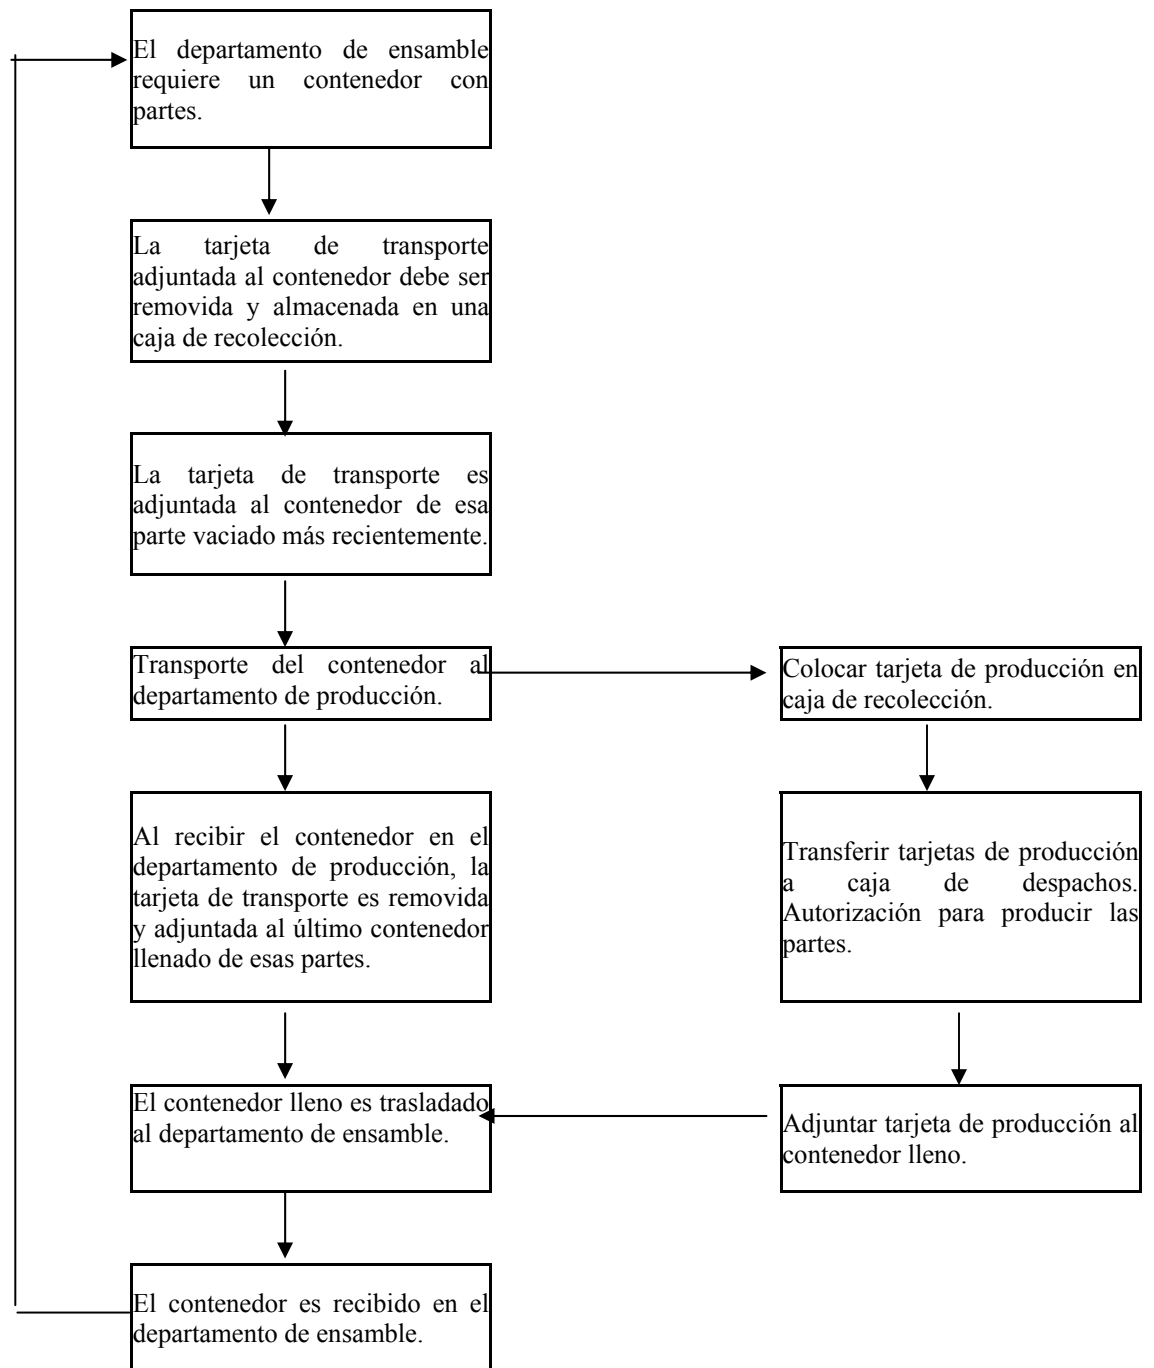 El departamento de ensamble
requiere un contenedor con
partes.
La tarjeta de transporte
adjuntada al contenedor debe ser
removida y almacenada en una
caja de recolección.
La tarjeta de transporte es
adjuntada al contenedor de esa
parte vaciado más recientemente.
Transporte del contenedor al
departamento de producción.
Colocar tarjeta de producción en
caja de recolección.
Al recibir el contenedor en el
departamento de producción, la
tarjeta de transporte es removida
y adjuntada al último contenedor
llenado de esas partes.
Transferir tarjetas de producción
a caja de despachos.
Autorización para producir las
partes.
El contenedor lleno es trasladado
al departamento de ensamble.
Adjuntar tarjeta de producción al
contenedor lleno.
El contenedor es recibido en el
departamento de ensamble.